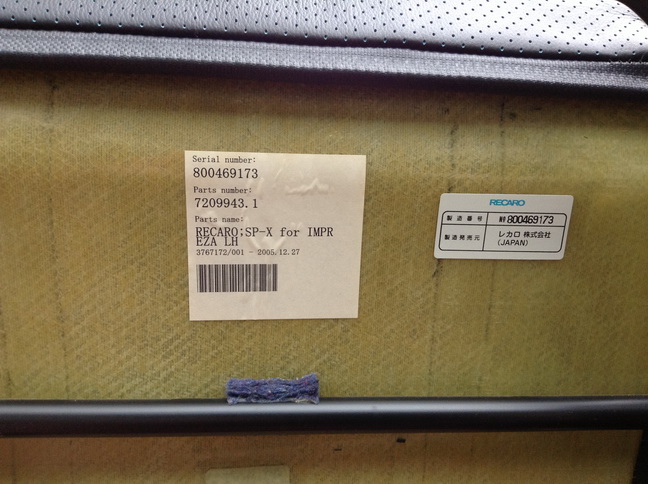 Serial number:
800469173
Parts number:
7209943.1
Parts name:
RECARO;SP-X for IMPR
EZA LH
3767172/001 - 2005.12.27
RECARO
製造番号 800469173
製造発売元 レカロ 株式会社
(JAPAN)